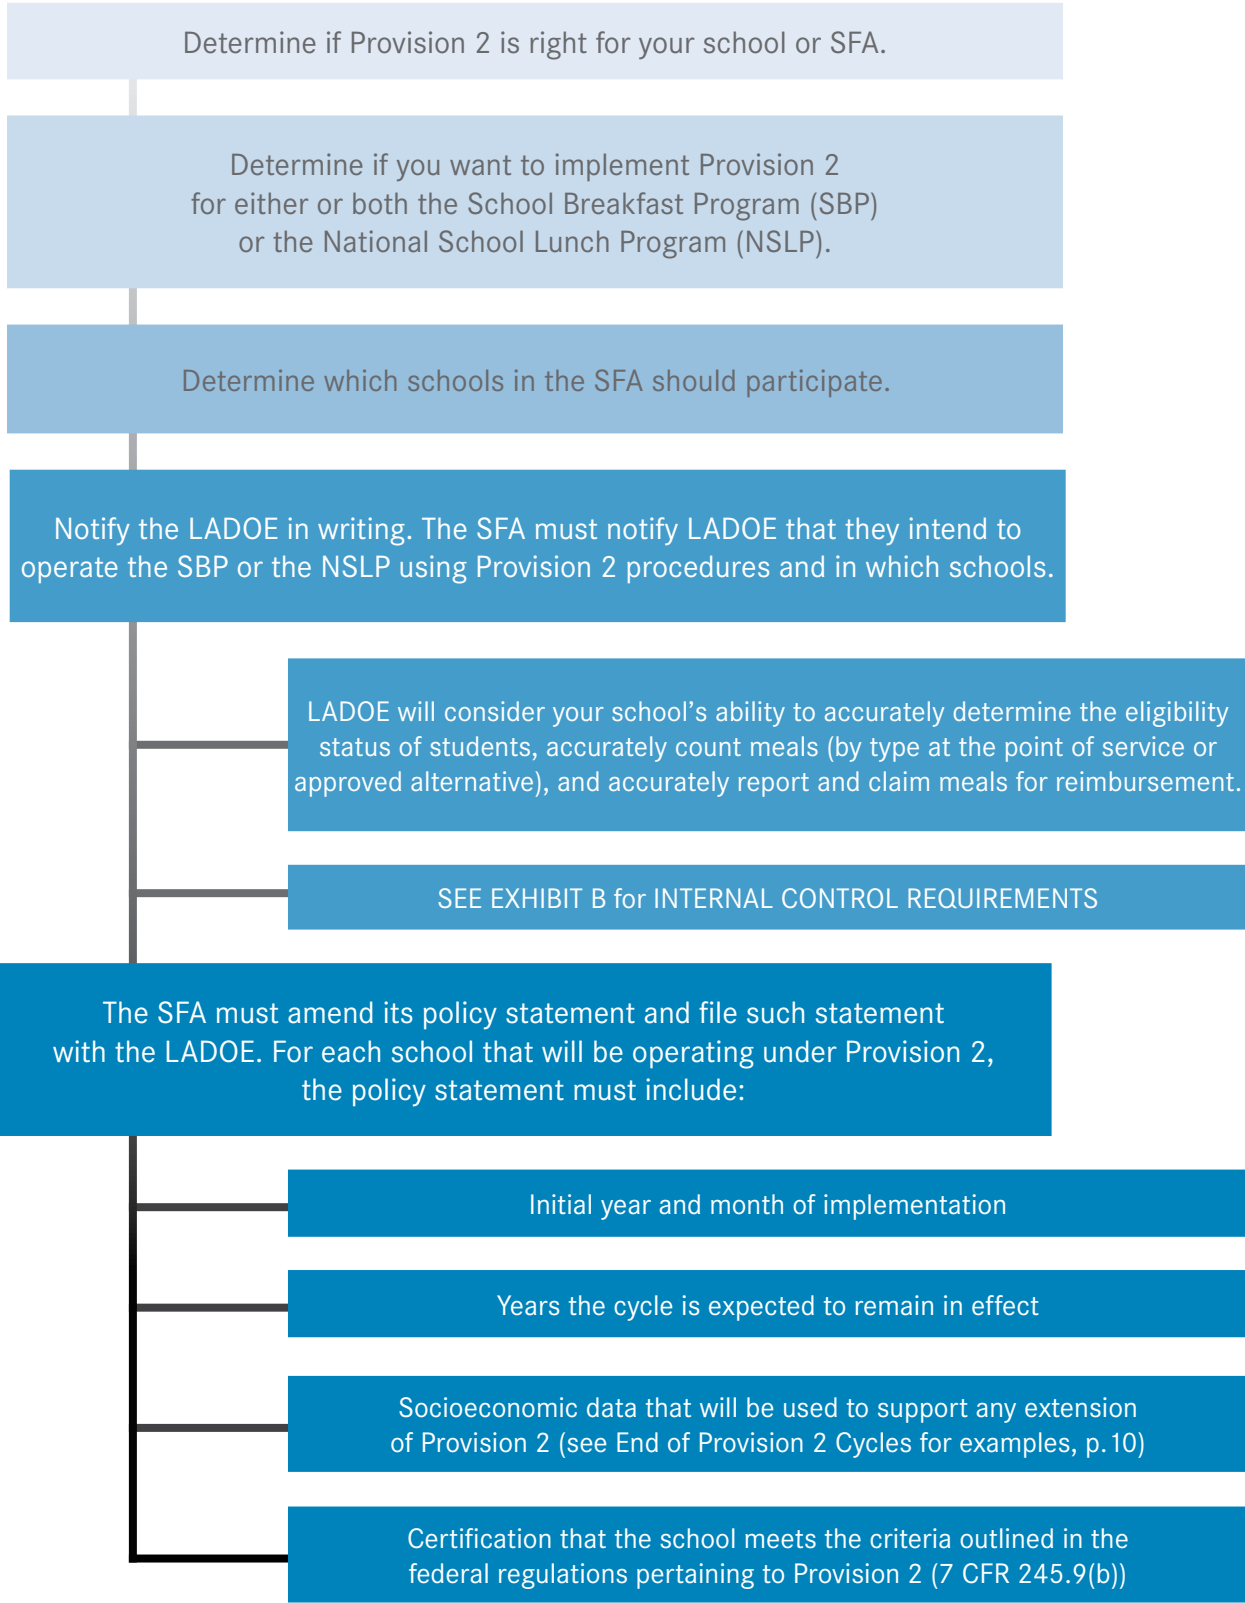 Determine if Provision 2 is right for your school or SFA.
Determine if you want to implement Provision 2
for either or both the School Breakfast Program (SBP)
or the National School Lunch Program (NSLP).
Determine which schools in the SFA should participate.
Notify the LADOE in writing. The SFA must notify LADOE that they intend to
operate the SBP or the NSLP using Provision 2 procedures and in which schools.
LADOE will consider your school's ability to accurately determine the eligibility
status of students, accurately count meals (by type at the point of service or
approved alternative), and accurately report and claim meals for reimbursement.
SEE EXHIBIT B for INTERNAL CONTROL REQUIREMENTS
The SFA must amend its policy statement and file such statement
with the LADOE. For each school that will be operating under Provision 2,
the policy statement must include:
Initial year and month of implementation
Years the cycle is expected to remain in effect
Socioeconomic data that will be used to support any extension
of Provision 2 (see End of Provision 2 Cycles for examples, p.10)
Certification that the school meets the criteria outlined in the
federal regulations pertaining to Provision 2 (7 CFR 245.9(b))